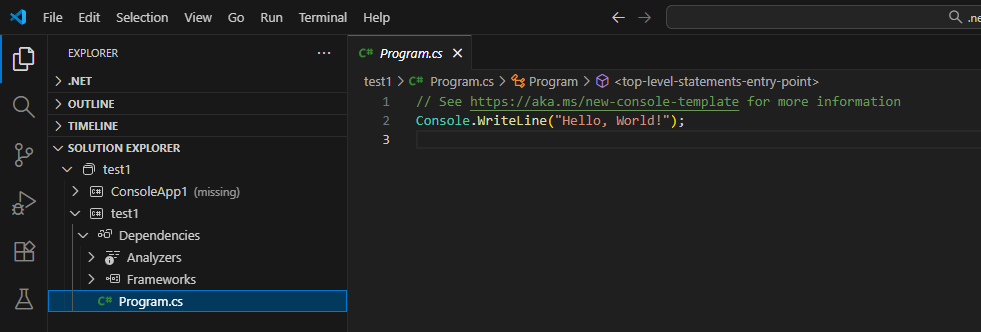 File Edit Selection View Go Run Terminal Help
EXPLORER
.NET
OUTLINE
TIMELINE
SOLUTION EXPLORER
test1
C# ConsoleApp1 (missing)
C# test1
Dependencies
Analyzers
Frameworks
C# Program.cs
C# Program.cs
test1 > C# Program.cs > Program > <top-level-statements-entry-point>
1 // See https://aka.ms/new-console-template for more information
2 Console.WriteLine("Hello, World!");
3